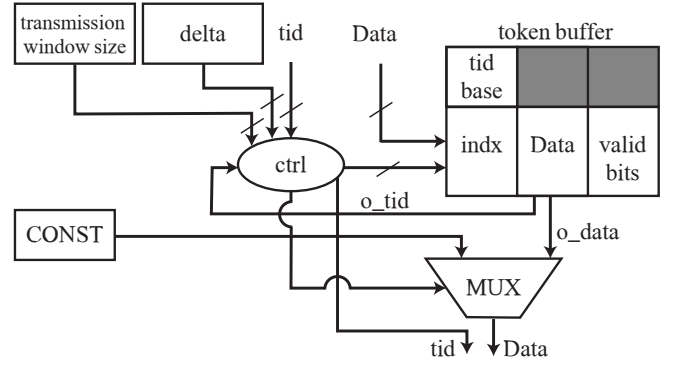 transmission
window size
delta
tid
Data
token buffer
tid
base
indx
Data
valid
bits
ctrl
o_tid
CONST
o_data
MUX
tid
Data